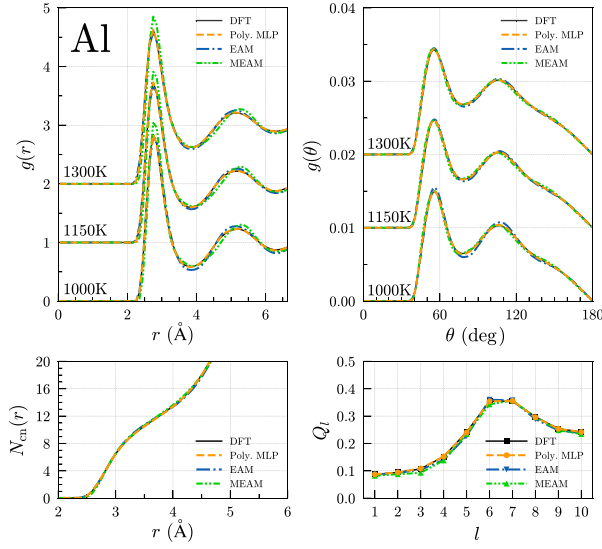 Al
DFT
Poly. MLP
EAM
MEAM
1300K
1150K
1000K
0
1
2
3
4
5
g(r)
0
2
4
6
r (Å)
DFT
Poly. MLP
EAM
MEAM
1300K
1150K
1000K
0.00
0.01
0.02
0.03
0.04
g(θ)
0
60
120
180
θ (deg)
DFT
Poly. MLP
EAM
MEAM
0
4
8
12
16
20
N_cn(r)
2
3
4
5
6
r (Å)
DFT
Poly. MLP
EAM
MEAM
0.0
0.1
0.2
0.3
0.4
0.5
Q_l
1 2 3 4 5 6 7 8 9 10
l